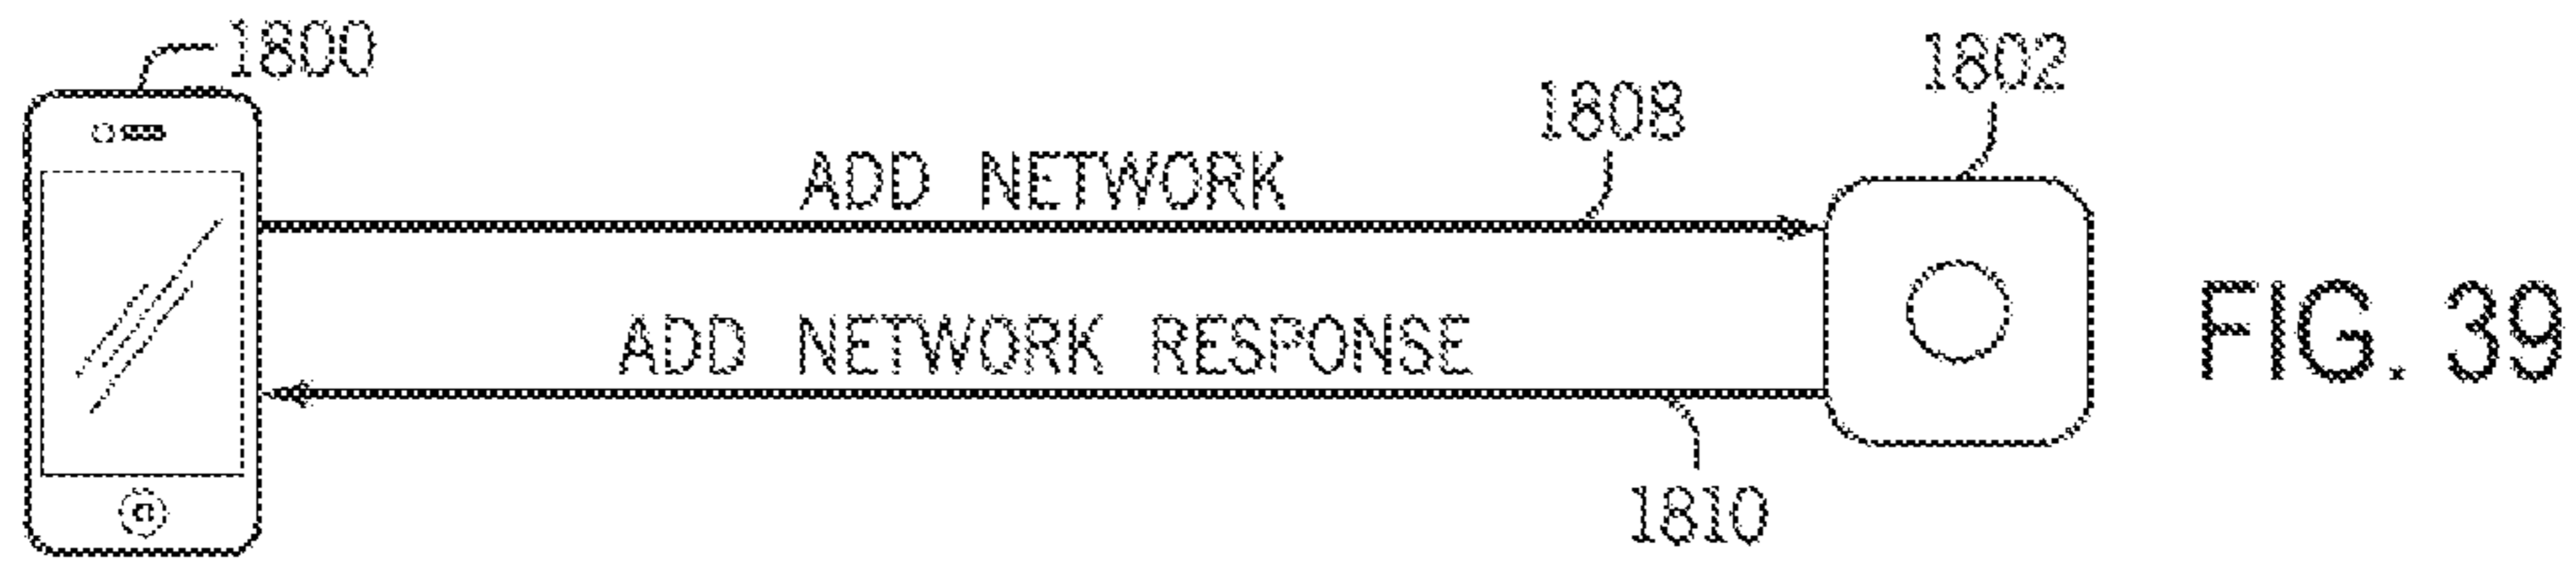 1800
1802
1808
ADD NETWORK
ADD NETWORK RESPONSE
1810
FIG. 39